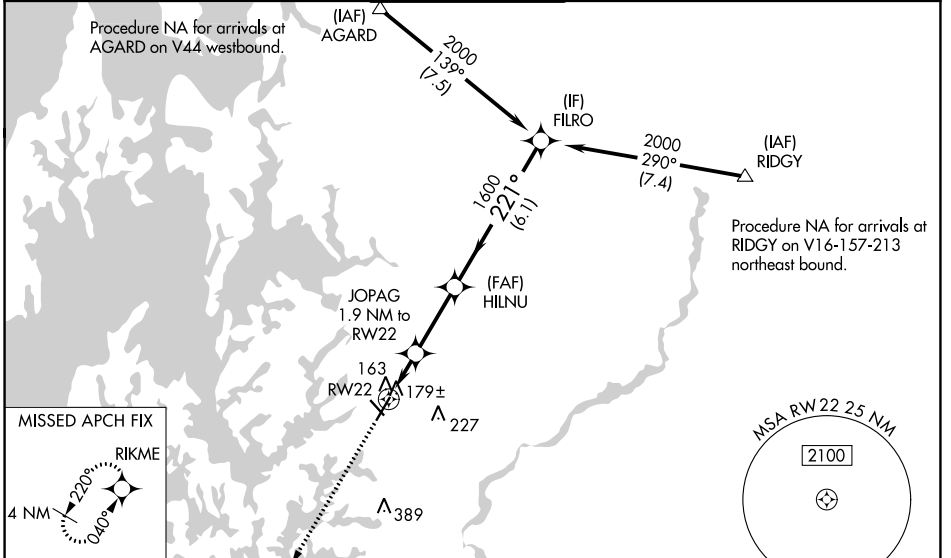 Procedure NA for arrivals at
AGARD on V44 westbound.
(IAF)
AGARD
2000
139°
(7.5)
(IF)
FILRO
2000
290°
(7.4)
(IAF)
RIDGY
1600
221°
(6.1)
Procedure NA for arrivals at
RIDGY on V16-157-213
northeast bound.
(FAF)
HILNU
JOPAG
1.9 NM to
RW22
163
RW22
179±
227
389
MISSED APCH FIX
RIKME
220°
4 NM
040°
MSA RW 22 25 NM
2100